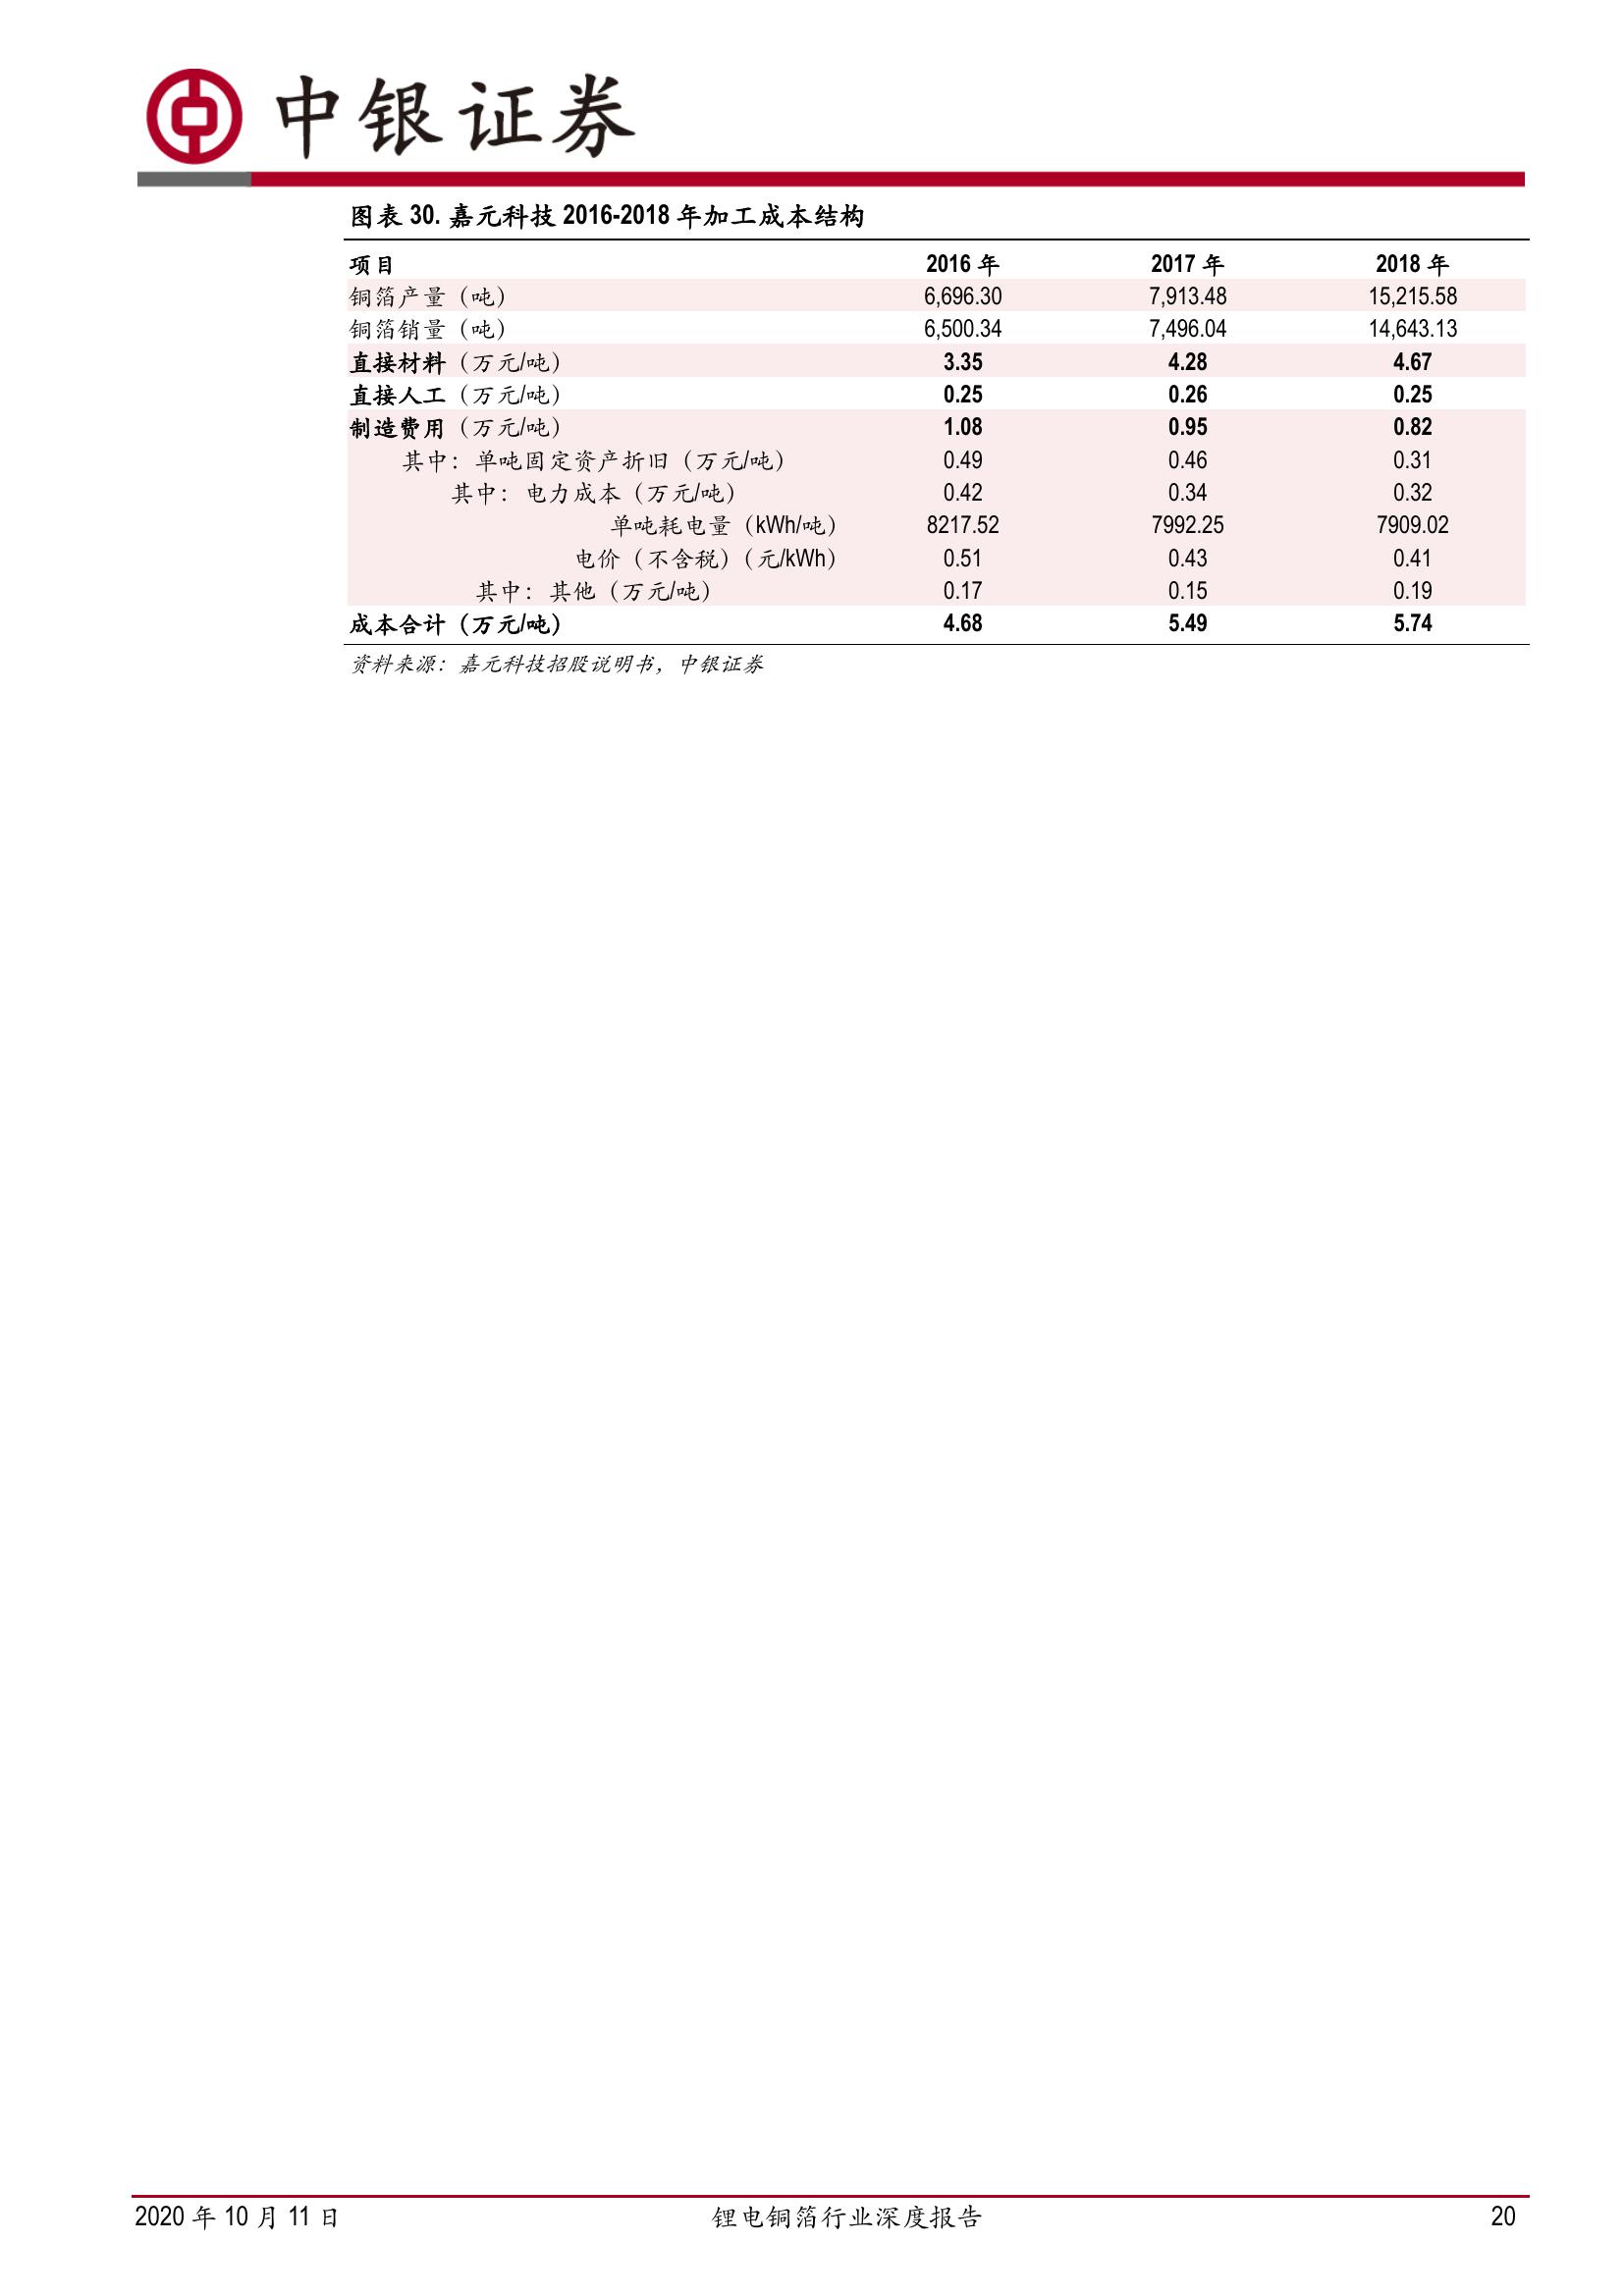 中银证券
图表 30. 嘉元科技 2016-2018 年加工成本结构
项目 2016 年 2017 年 2018 年
铜箔产量（吨） 6,696.30 7,913.48 15,215.58
铜箔销量（吨） 6,500.34 7,496.04 14,643.13
直接材料（万元/吨） 3.35 4.28 4.67
直接人工（万元/吨） 0.25 0.26 0.25
制造费用（万元/吨） 1.08 0.95 0.82
其中：单吨固定资产折旧（万元/吨） 0.49 0.46 0.31
其中：电力成本（万元/吨） 0.42 0.34 0.32
单吨耗电量（kWh/吨） 8217.52 7992.25 7909.02
电价（不含税）（元/kWh） 0.51 0.43 0.41
其中：其他（万元/吨） 0.17 0.15 0.19
成本合计（万元/吨） 4.68 5.49 5.74
资料来源：嘉元科技招股说明书，中银证券
2020 年 10 月 11 日 锂电铜箔行业深度报告 20